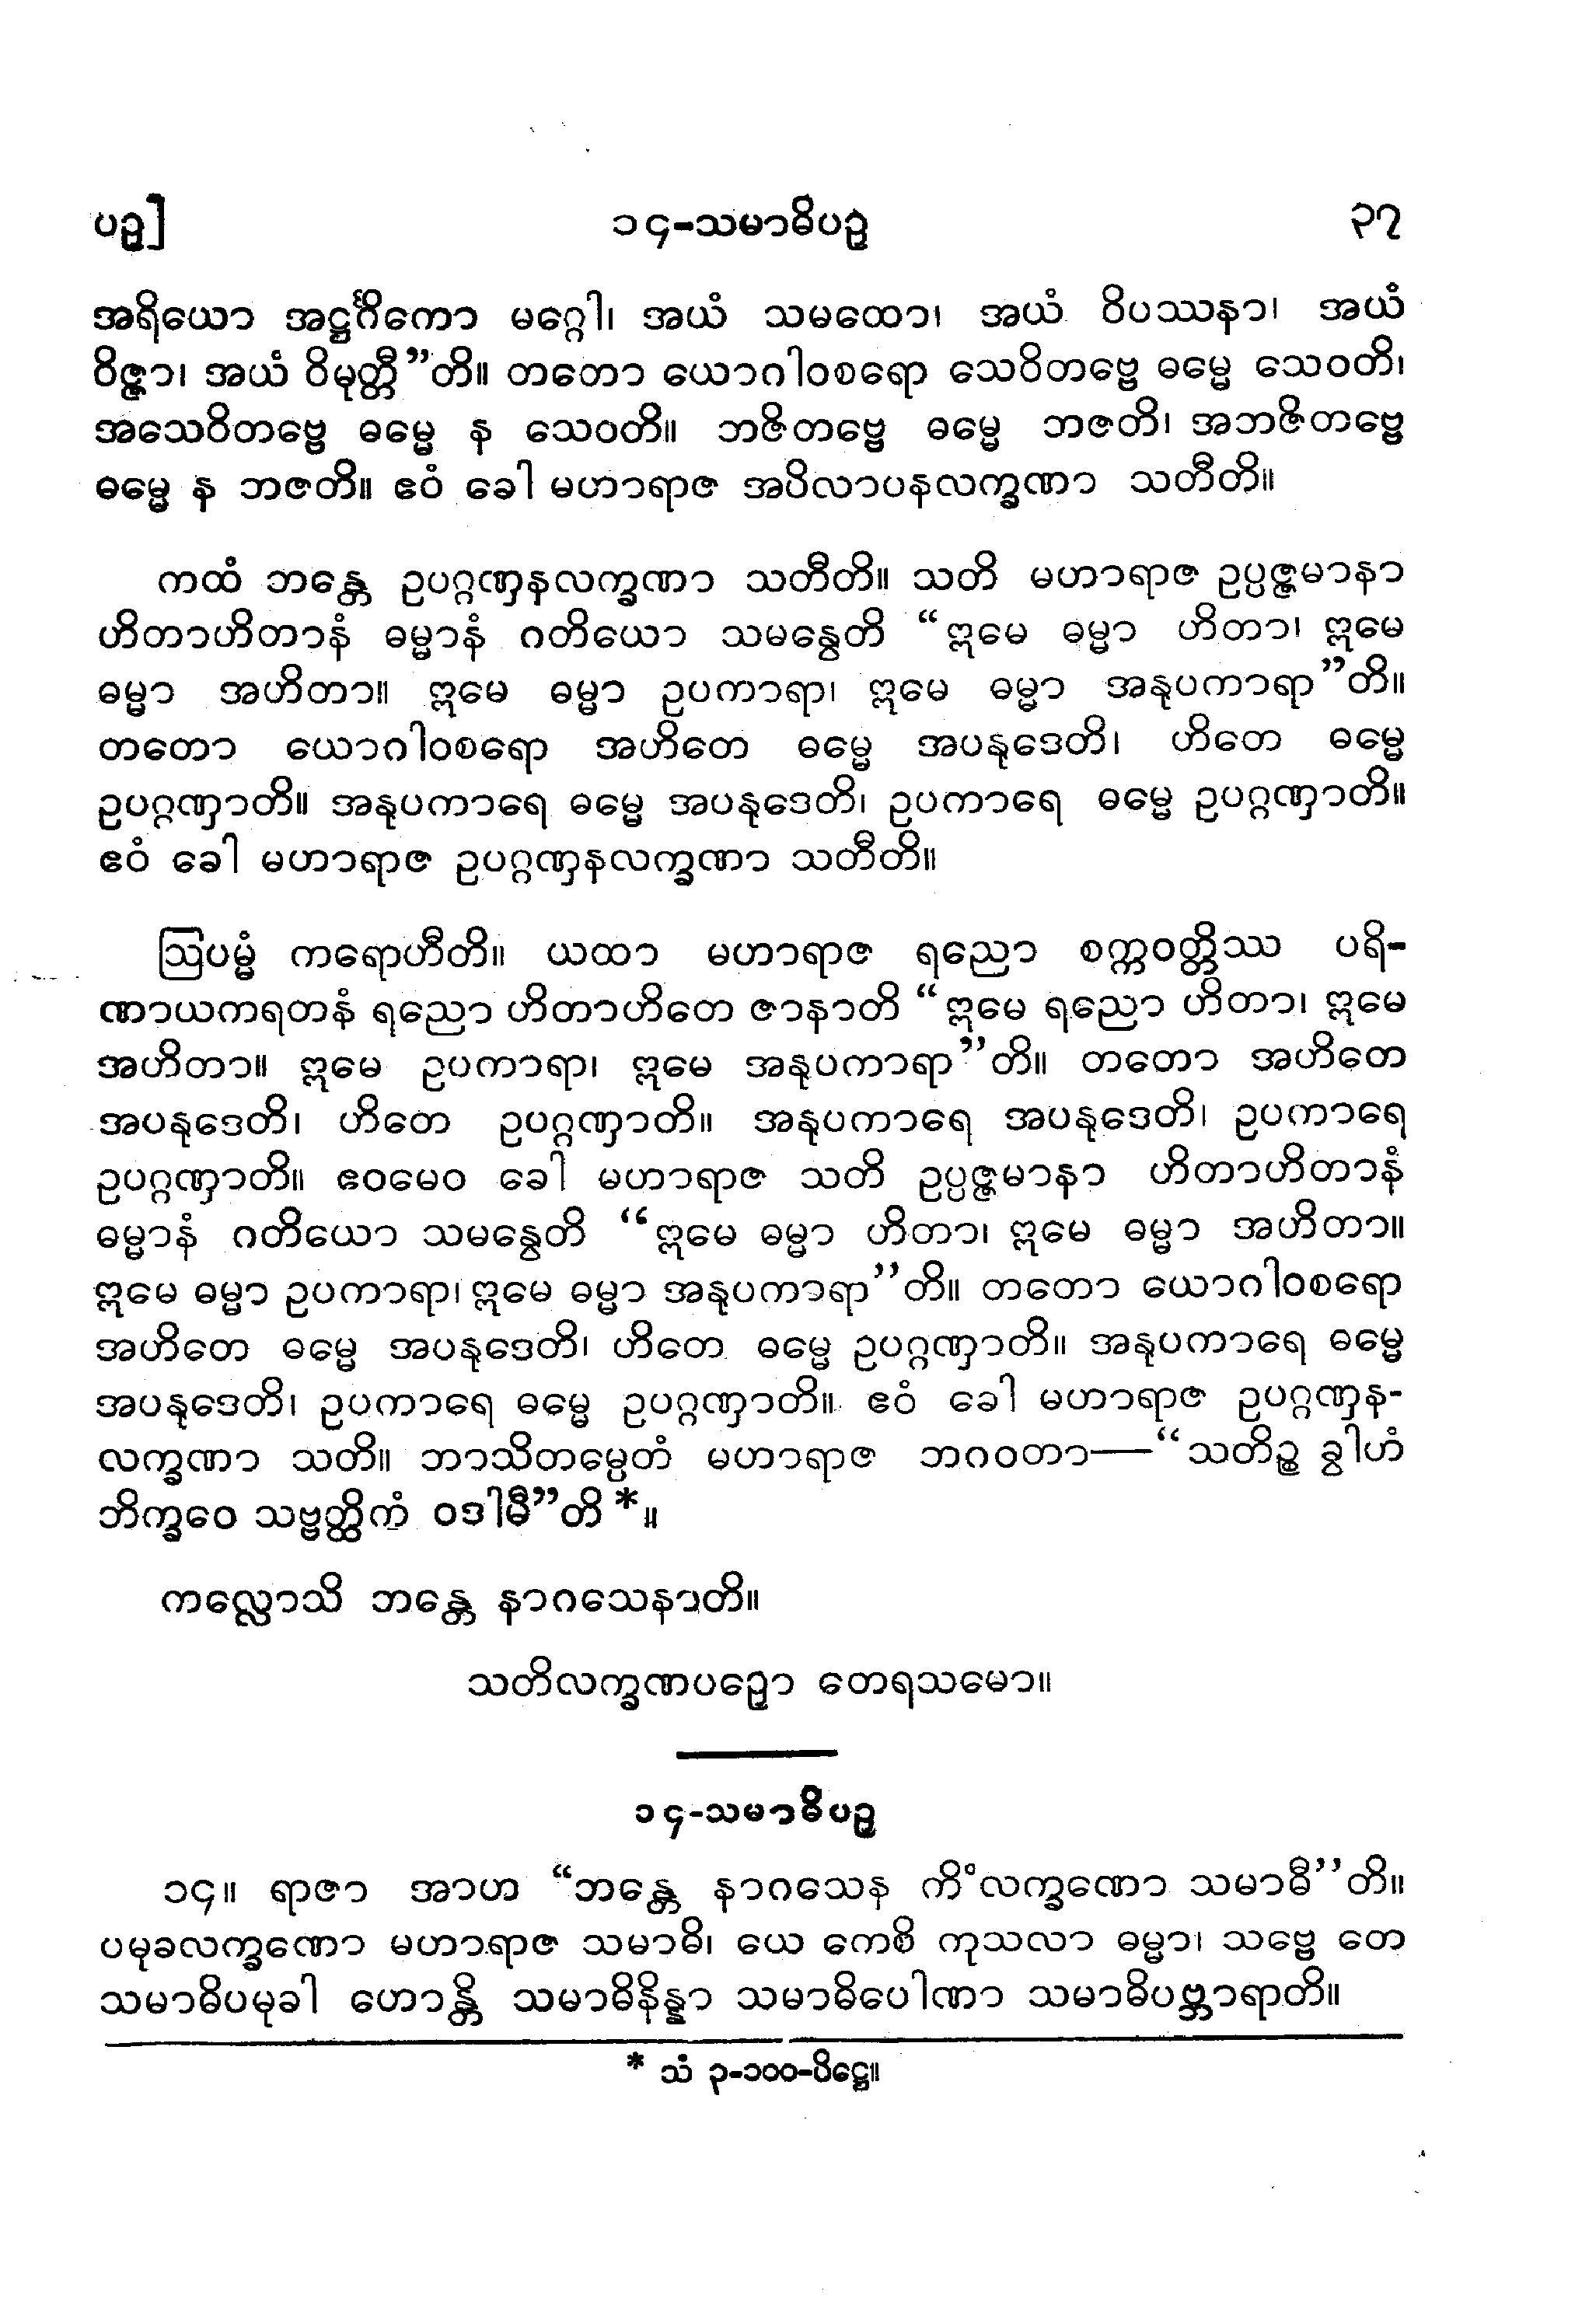 ပဉှ] ၁၄-သမာဓိပဉှ ၃၇
အရိယော အဋ္ဌင်္ဂိကော မဂ္ဂေါ၊ အယံ သမထော၊ အယံ ဝိပဿနာ၊ အယံ
ဝိဇ္ဇာ၊ အယံ ဝိမုတ္တီ”တိ။ တတော ယောဂါဝစရော သေဝိတဗ္ဗေ ဓမ္မေ သေဝတိ၊
အသေဝိတဗ္ဗေ ဓမ္မေ န သေဝတိ။ ဘဇိတဗ္ဗေ ဓမ္မေ ဘဇတိ၊ အဘဇိတဗ္ဗေ
ဓမ္မေ န ဘဇတိ။ ဧဝံ ခေါ မဟာရာဇ အပိလာပနလက္ခဏာ သတီတိ။
ကထံ ဘန္တေ ဥပဂ္ဂဏှနလက္ခဏာ သတီတိ။ သတိ မဟာရာဇ ဥပ္ပဇ္ဇမာနာ
ဟိတာဟိတာနံ ဓမ္မာနံ ဂတိယော သမန္ဝေတိ “ဣမေ ဓမ္မာ ဟိတာ၊ ဣမေ
ဓမ္မာ အဟိတာ။ ဣမေ ဓမ္မာ ဥပကာရာ၊ ဣမေ ဓမ္မာ အနုပကာရာ”တိ။
တတော ယောဂါဝစရော အဟိတေ ဓမ္မေ အပနုဒေတိ၊ ဟိတေ ဓမ္မေ
ဥပဂ္ဂဏှာတိ။ အနုပကာရေ ဓမ္မေ အပနုဒေတိ၊ ဥပကာရေ ဓမ္မေ ဥပဂ္ဂဏှာတိ။
ဧဝံ ခေါ မဟာရာဇ ဥပဂ္ဂဏှနလက္ခဏာ သတီတိ။
ဩပမ္မံ ကရောဟီတိ။ ယထာ မဟာရာဇ ရညော စက္ကဝတ္တိဿ ပရိ-
ဏာယကရတနံ ရညော ဟိတာဟိတေ ဇာနာတိ “ဣမေ ရညော ဟိတာ၊ ဣမေ
အဟိတာ။ ဣမေ ဥပကာရာ၊ ဣမေ အနုပကာရာ”တိ။ တတော အဟိတေ
အပနုဒေတိ၊ ဟိတေ ဥပဂ္ဂဏှာတိ။ အနုပကာရေ အပနုဒေတိ၊ ဥပကာရေ
ဥပဂ္ဂဏှာတိ။ ဧဝမေဝ ခေါ မဟာရာဇ သတိ ဥပ္ပဇ္ဇမာနာ ဟိတာဟိတာနံ
ဓမ္မာနံ ဂတိယော သမန္ဝေတိ “ဣမေ ဓမ္မာ ဟိတာ၊ ဣမေ ဓမ္မာ အဟိတာ။
ဣမေ ဓမ္မာ ဥပကာရာ၊ ဣမေ ဓမ္မာ အနုပကာရာ”တိ။ တတော ယောဂါဝစရော
အဟိတေ ဓမ္မေ အပနုဒေတိ၊ ဟိတေ ဓမ္မေ ဥပဂ္ဂဏှာတိ။ အနုပကာရေ ဓမ္မေ
အပနုဒေတိ၊ ဥပကာရေ ဓမ္မေ ဥပဂ္ဂဏှာတိ။ ဧဝံ ခေါ မဟာရာဇ ဥပဂ္ဂဏှန-
လက္ခဏာ သတိ။ ဘာသိတမ္ပေတံ မဟာရာဇ ဘဂဝတာ—“သတိဉ္စ ခွါဟံ
ဘိက္ခဝေ သဗ္ဗတ္ထိကံ ဝဒါမီ”တိ *။
ကလ္လောသိ ဘန္တေ နာဂသေနာတိ။
သတိလက္ခဏပဉှော တေရသမော။
၁၄-သမာဓိပဉှ
၁၄။ ရာဇာ အာဟ “ဘန္တေ နာဂသေန ကိံလက္ခဏော သမာဓီ”တိ။
ပမုခလက္ခဏော မဟာရာဇ သမာဓိ၊ ယေ ကေစိ ကုသလာ ဓမ္မာ၊ သဗ္ဗေ တေ
သမာဓိပမုခါ ဟောန္တိ သမာဓိနိန္နာ သမာဓိပေါဏာ သမာဓိပဗ္ဘာရာတိ။
* သံ ၃-၁၀၀-ပိဋ္ဌေ။